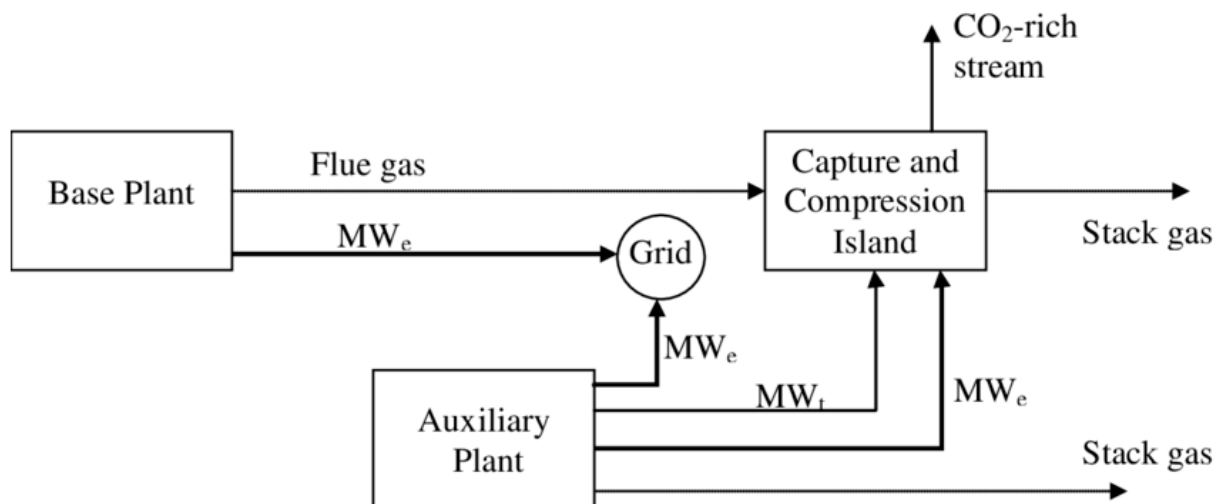 CO₂-rich
stream
Base Plant
Flue gas
MWₑ
Grid
Capture and
Compression
Island
Stack gas
MWₑ
MWₜ
MWₑ
Auxiliary
Plant
Stack gas